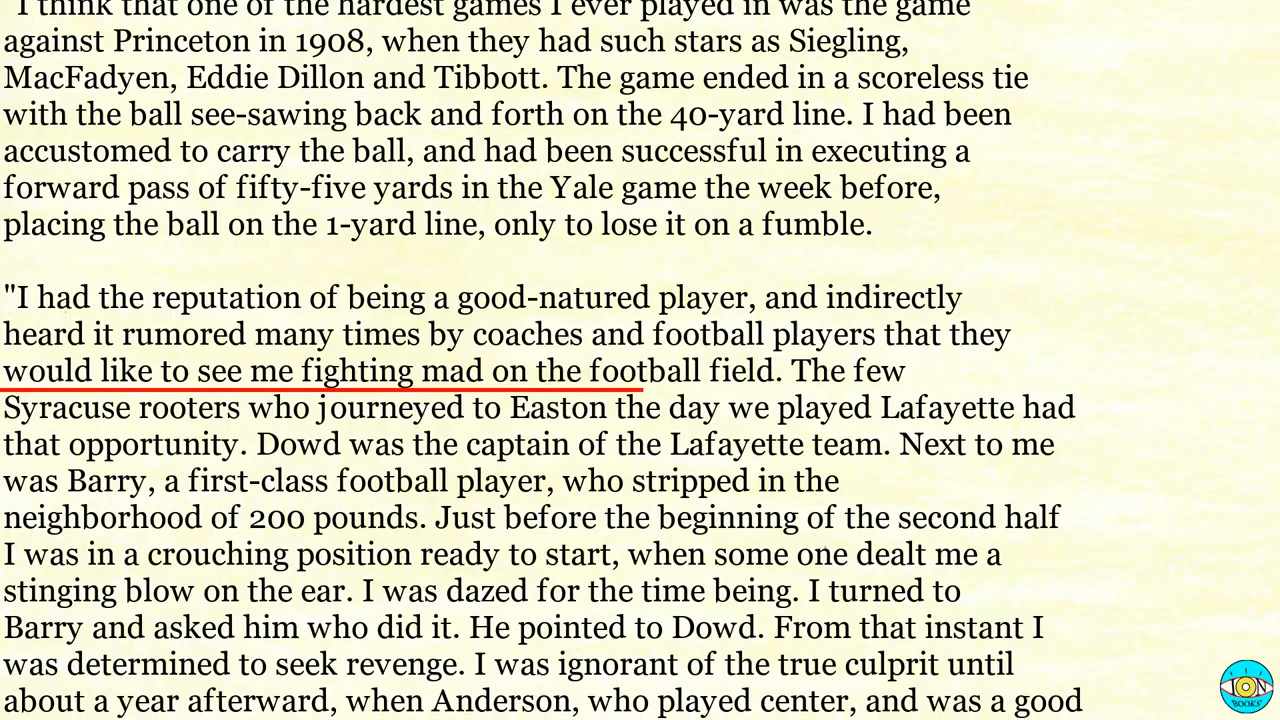 "I think that one of the hardest games I ever played in was the game
against Princeton in 1908, when they had such stars as Siegling,
MacFadyen, Eddie Dillon and Tibbott. The game ended in a scoreless tie
with the ball see-sawing back and forth on the 40-yard line. I had been
accustomed to carry the ball, and had been successful in executing a
forward pass of fifty-five yards in the Yale game the week before,
placing the ball on the 1-yard line, only to lose it on a fumble.
"I had the reputation of being a good-natured player, and indirectly
heard it rumored many times by coaches and football players that they
would like to see me fighting mad on the football field. The few
Syracuse rooters who journeyed to Easton the day we played Lafayette had
that opportunity. Dowd was the captain of the Lafayette team. Next to me
was Barry, a first-class football player, who stripped in the
neighborhood of 200 pounds. Just before the beginning of the second half
I was in a crouching position ready to start, when some one dealt me a
stinging blow on the ear. I was dazed for the time being. I turned to
Barry and asked him who did it. He pointed to Dowd. From that instant I
was determined to seek revenge. I was ignorant of the true culprit until
about a year afterward, when Anderson, who played center, and was a good
ION
BOOKS